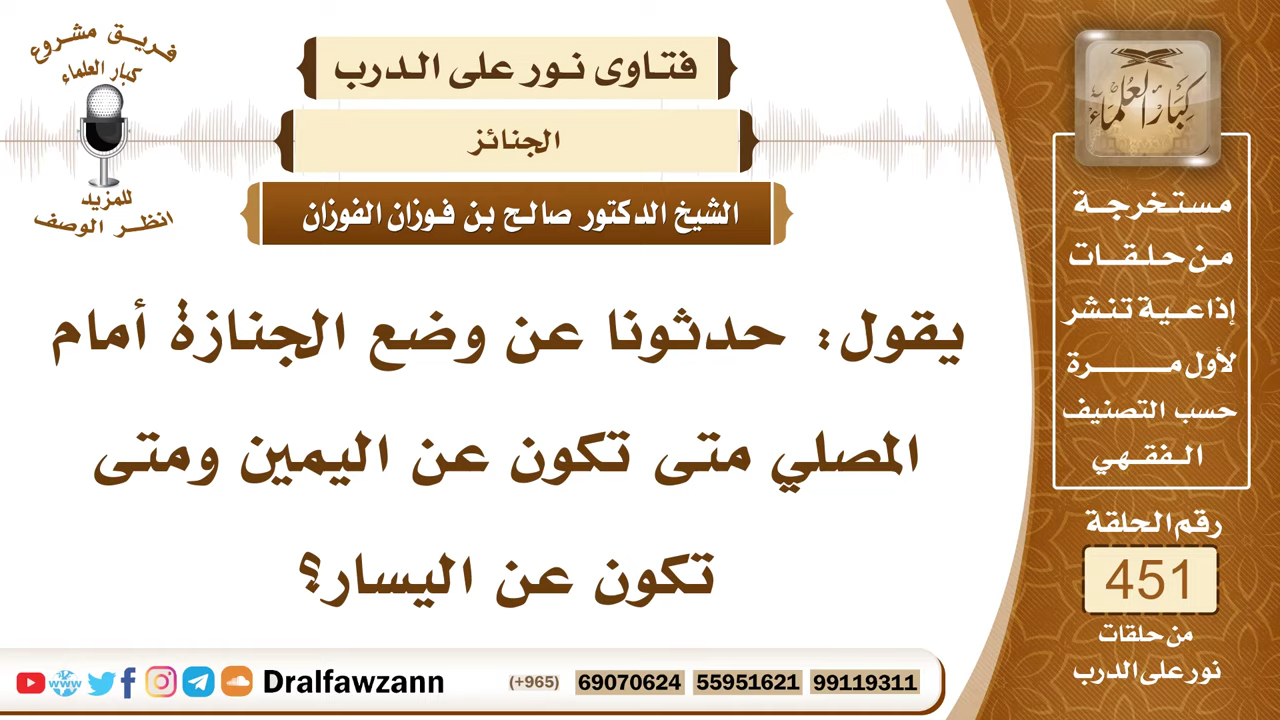 فريق مشروع
كبار العلماء
للمزيد
انظر الوصف
فتاوى نور على الدرب
الجنائز
الشيخ الدكتور صالح بن فوزان الفوزان
يقول: حدثونا عن وضع الجنازة أمام
المصلي متى تكون عن اليمين ومتى
تكون عن اليسار؟
كبار العلماء
مستخرجة
من حلقات
إذاعية تنشر
لأول مرة
حسب التصنيف
الفقهي
رقم الحلقة
451
من حلقات
نور على الدرب
www Dralfawzann (+965) 69070624 55951621 99119311